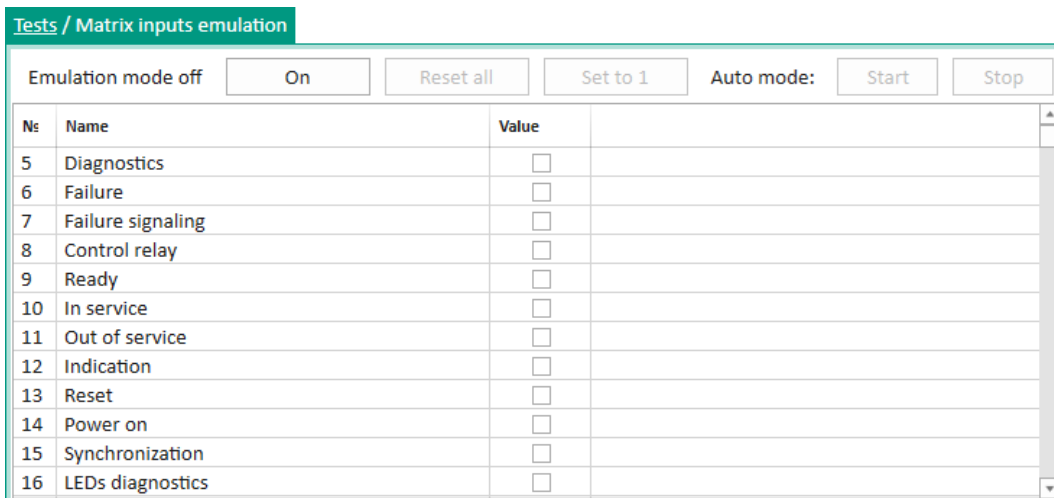 Tests / Matrix inputs emulation
Emulation mode off On Reset all Set to 1 Auto mode: Start Stop
№ Name Value
5 Diagnostics
6 Failure
7 Failure signaling
8 Control relay
9 Ready
10 In service
11 Out of service
12 Indication
13 Reset
14 Power on
15 Synchronization
16 LEDs diagnostics